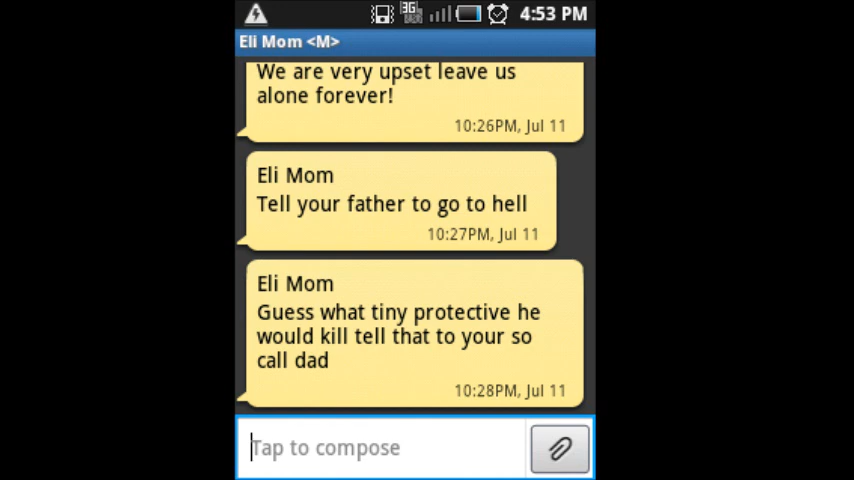 3G
4:53 PM
Eli Mom <M>
We are very upset leave us
alone forever!
10:26PM, Jul 11
Eli Mom
Tell your father to go to hell
10:27PM, Jul 11
Eli Mom
Guess what tiny protective he
would kill tell that to your so
call dad
10:28PM, Jul 11
Tap to compose